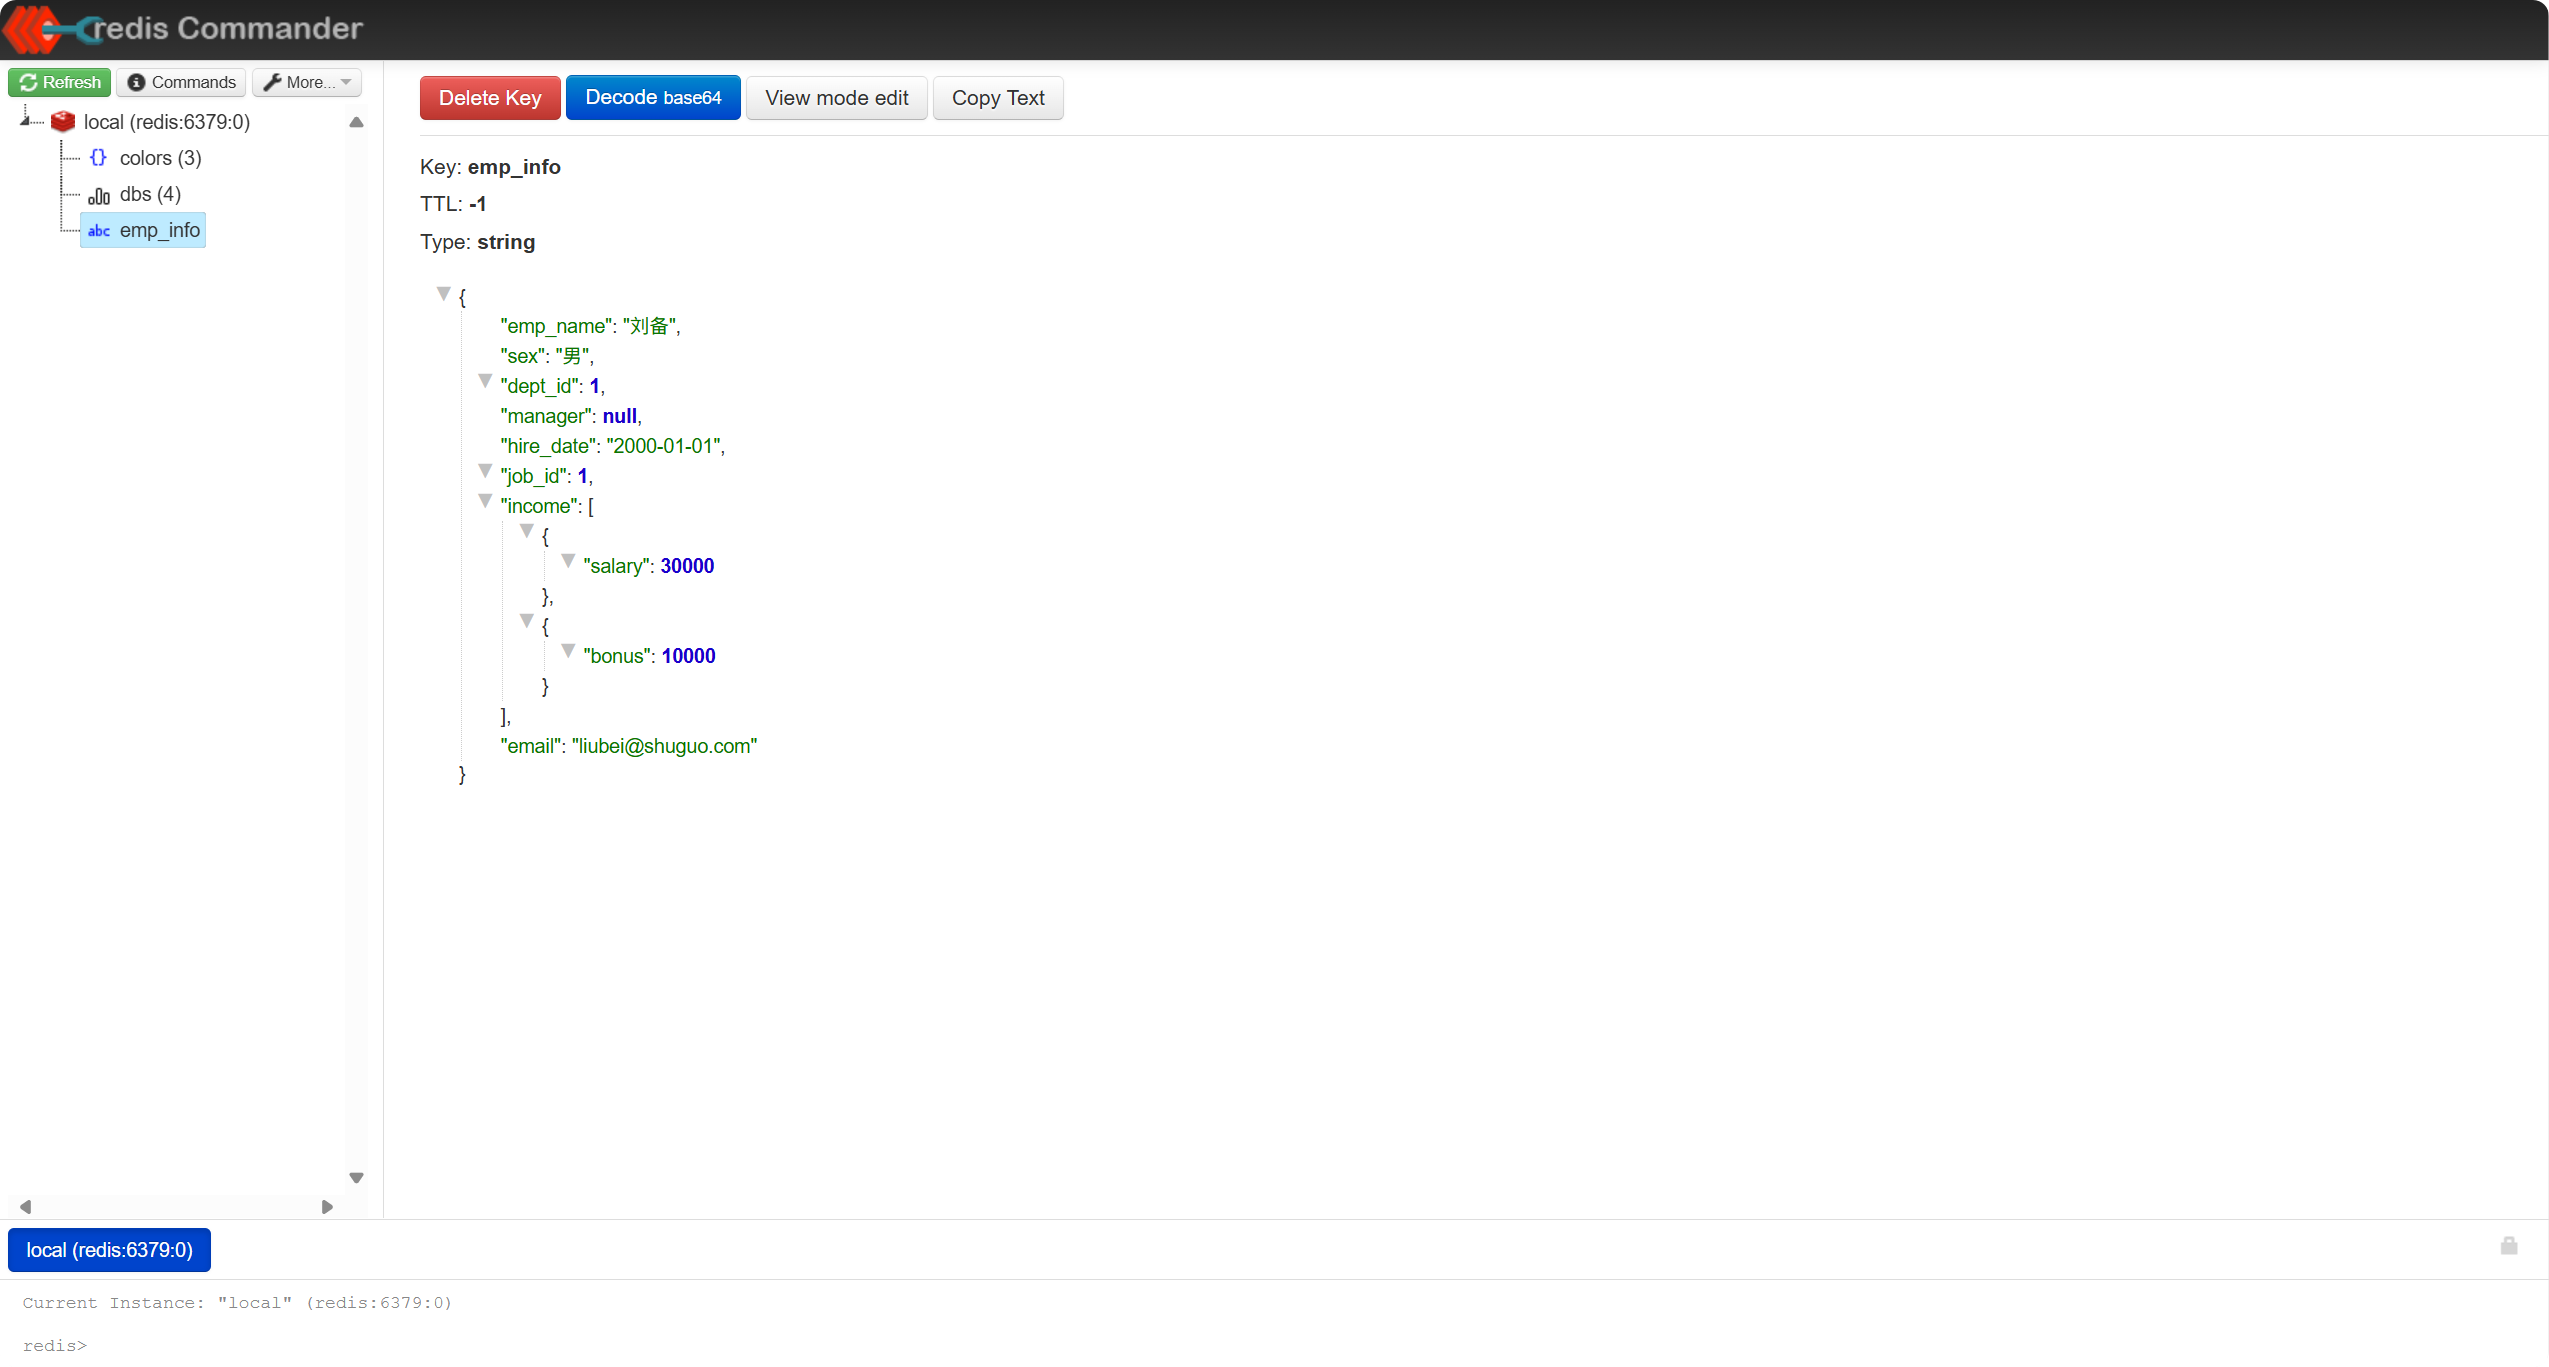 redis Commander
Refresh Commands More...
local (redis:6379:0)
colors (3)
dbs (4)
abc emp_info
Delete Key Decode base64 View mode edit Copy Text
Key: emp_info
TTL: -1
Type: string
{
"emp_name": "刘备",
"sex": "男",
"dept_id": 1,
"manager": null,
"hire_date": "2000-01-01",
"job_id": 1,
"income": [
{
"salary": 30000
},
{
"bonus": 10000
}
],
"email": "liubei@shuguo.com"
}
local (redis:6379:0)
Current Instance: "local" (redis:6379:0)
redis>